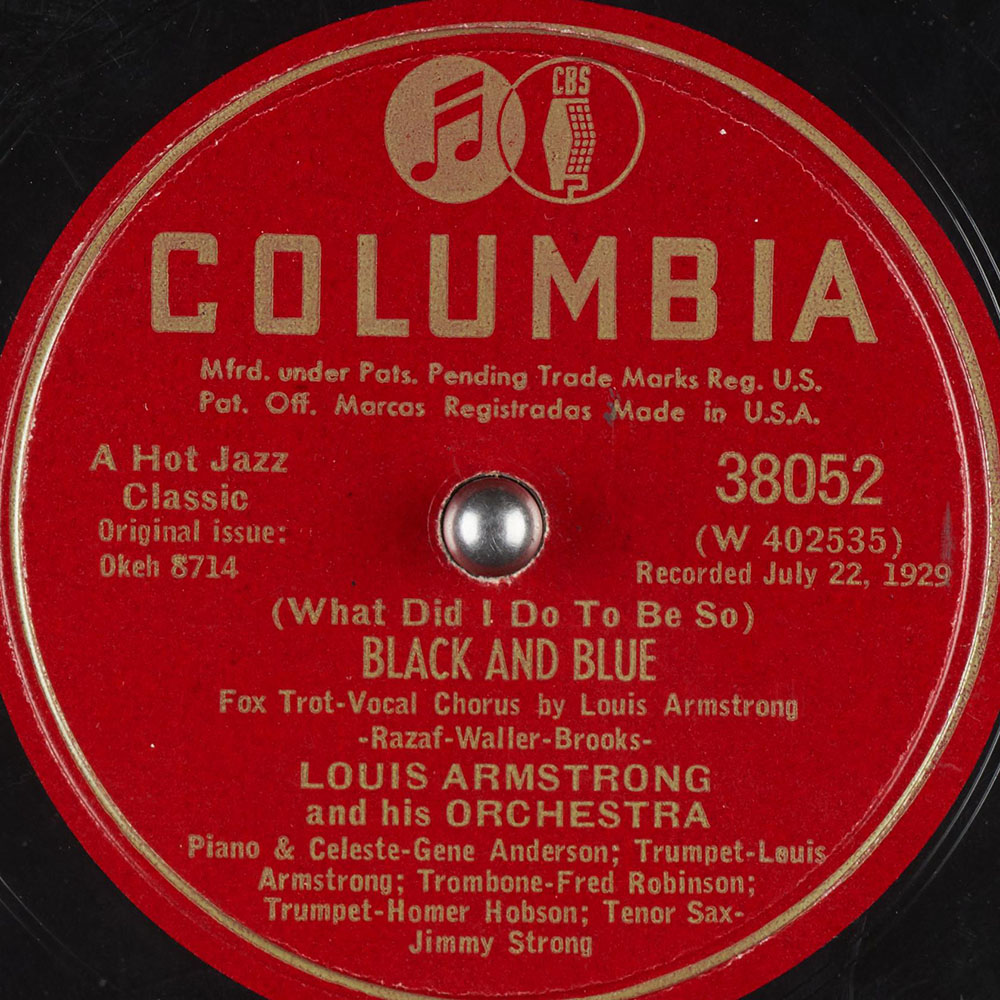 CBS
COLUMBIA
Mfrd. under Pats. Pending Trade Marks Reg. U.S.
Pat. Off. Marcas Registradas Made in U.S.A.
A Hot Jazz
Classic
Original issue:
Okeh 8714
38052
(W 402535)
Recorded July 22, 1929
(What Did I Do To Be So)
BLACK AND BLUE
Fox Trot-Vocal Chorus by Louis Armstrong
-Razaf-Waller-Brooks-
LOUIS ARMSTRONG
and his ORCHESTRA
Piano & Celeste-Gene Anderson; Trumpet-Louis
Armstrong; Trombone-Fred Robinson;
Trumpet-Homer Hobson; Tenor Sax-
Jimmy Strong